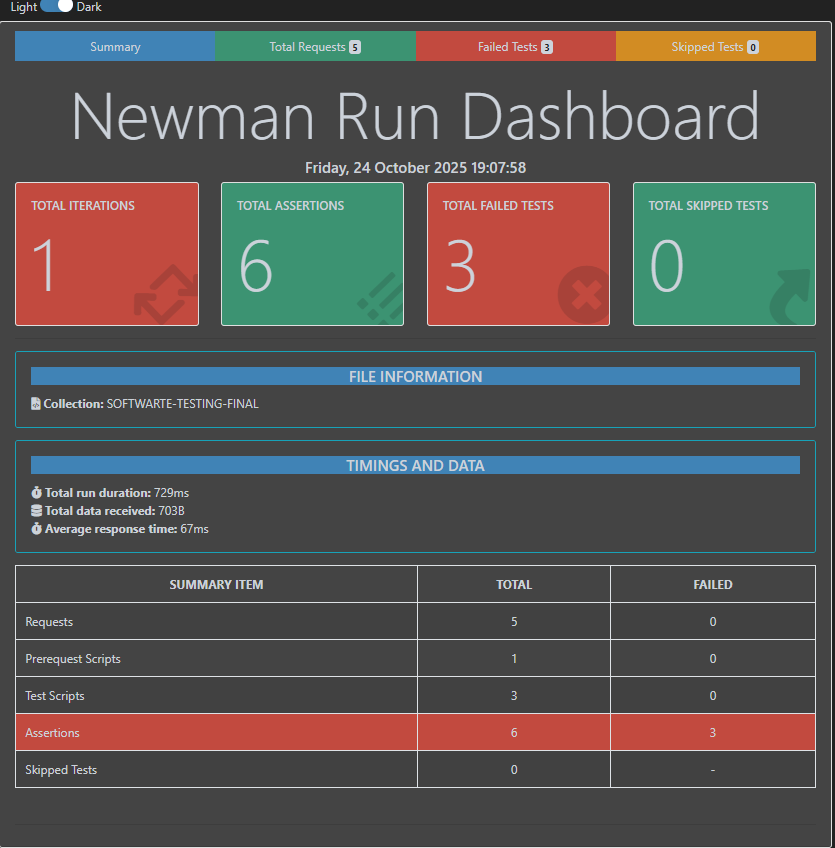 Light Dark
Summary Total Requests 5 Failed Tests 3 Skipped Tests 0
Newman Run Dashboard
Friday, 24 October 2025 19:07:58
TOTAL ITERATIONS TOTAL ASSERTIONS TOTAL FAILED TESTS TOTAL SKIPPED TESTS
1 6 3 0
FILE INFORMATION
Collection: SOFTWARTE-TESTING-FINAL
TIMINGS AND DATA
Total run duration: 729ms
Total data received: 703B
Average response time: 67ms
SUMMARY ITEM TOTAL FAILED
Requests 5 0
Prerequest Scripts 1 0
Test Scripts 3 0
Assertions 6 3
Skipped Tests 0 -